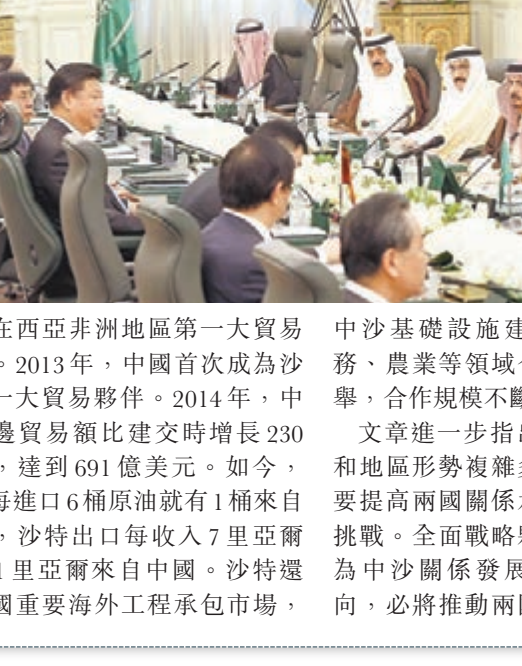 在西亞非洲地區第一大貿易
。2013年，中國首次成為沙
一大貿易夥伴。2014年，中
邊貿易額比建交時增長230
，達到691億美元。如今，
每進口6桶原油就有1桶來自
，沙特出口每收入7里亞爾
1里亞爾來自中國。沙特還
國重要海外工程承包市場，
中沙基礎設施建
務、農業等領域
舉，合作規模不斷
文章進一步指出
和地區形勢複雜
要提高兩國關係
挑戰。全面戰略
為中沙關係發展
向，必將推動兩